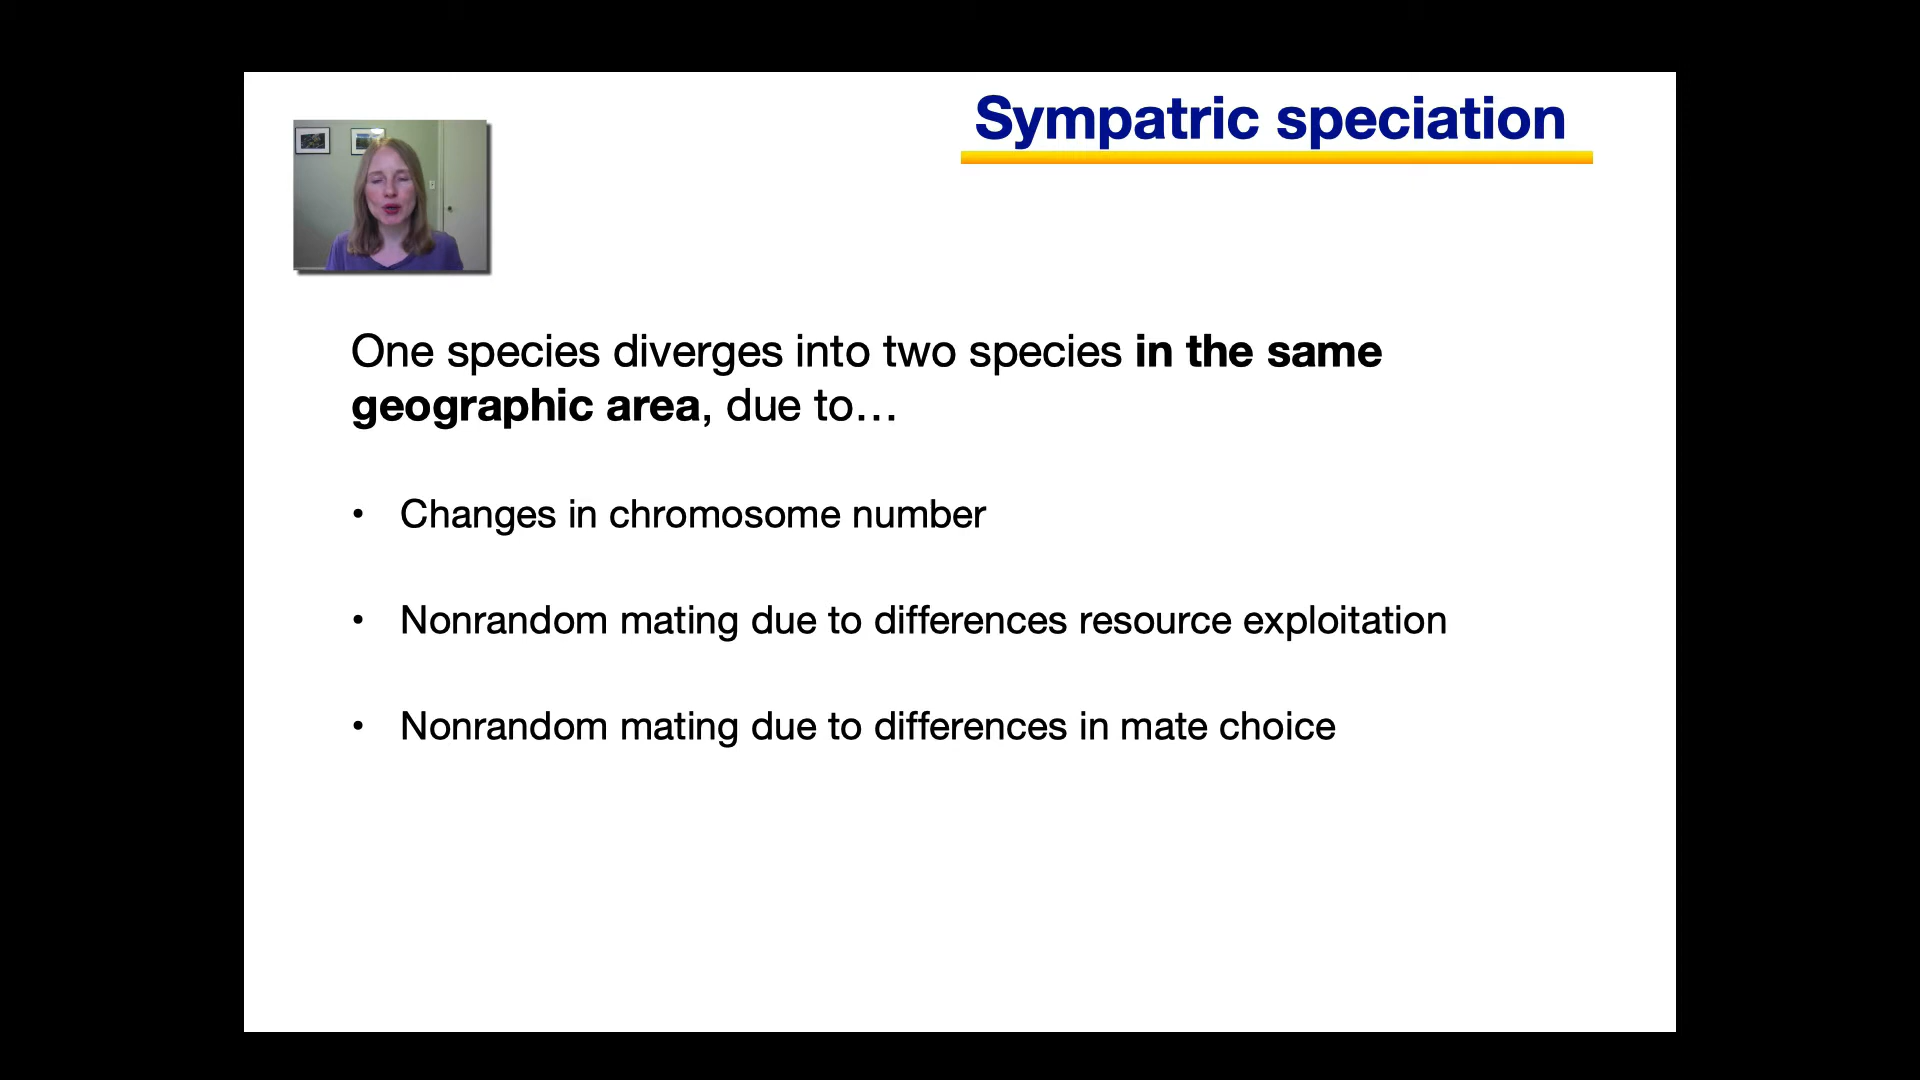 Sympatric speciation
One species diverges into two species in the same
geographic area, due to…
• Changes in chromosome number
• Nonrandom mating due to differences resource exploitation
• Nonrandom mating due to differences in mate choice